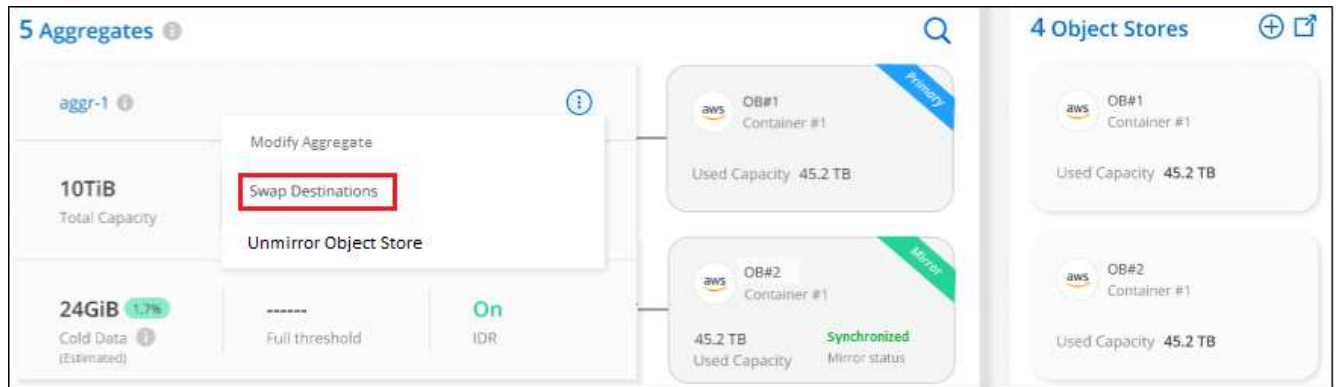 5 Aggregates
4 Object Stores
aggr-1
Modify Aggregate
Swap Destinations
Unmirror Object Store
10TiB
Total Capacity
24GiB 1.7%
Cold Data
(Estimated)
------
Full threshold
On
IDR
Primary
aws
OB#1
Container #1
Used Capacity 45.2 TB
Mirror
aws
OB#2
Container #1
45.2 TB
Used Capacity
Synchronized
Mirror status
aws
OB#1
Container #1
Used Capacity 45.2 TB
aws
OB#2
Container #1
Used Capacity 45.2 TB